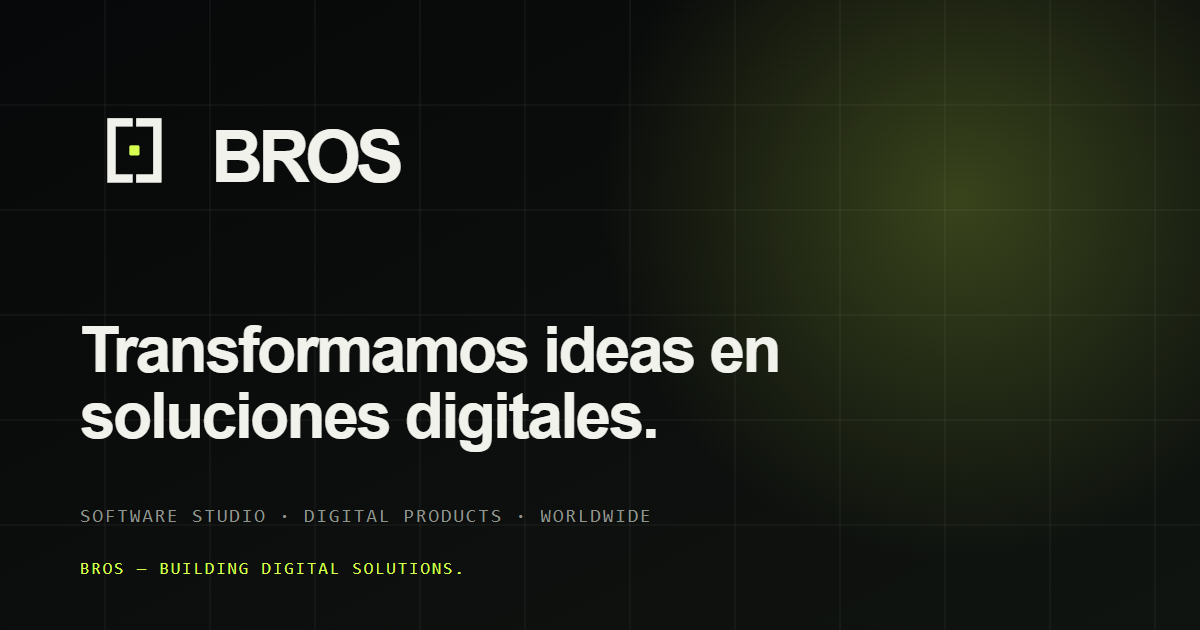 BROS
Transformamos ideas en
soluciones digitales.
SOFTWARE STUDIO · DIGITAL PRODUCTS · WORLDWIDE
BROS — BUILDING DIGITAL SOLUTIONS.